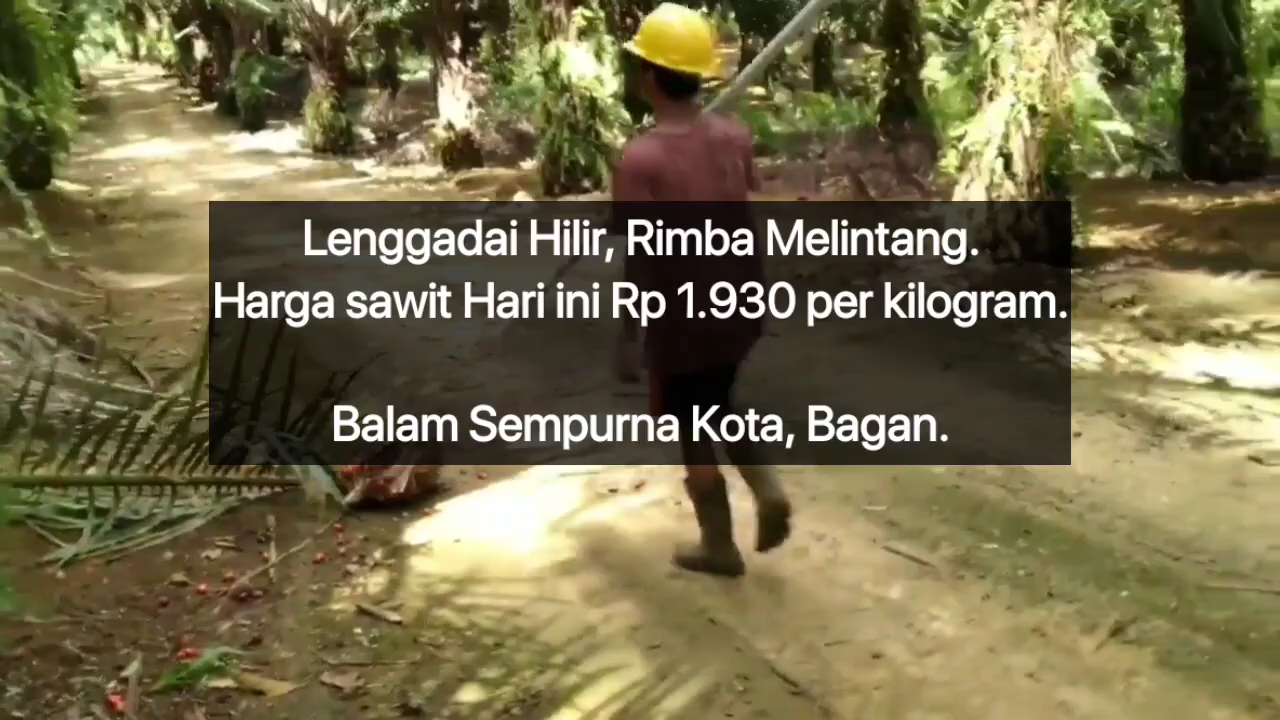 Lenggadai Hilir, Rimba Melintang.
Harga sawit Hari ini Rp 1.930 per kilogram.
Balam Sempurna Kota, Bagan.